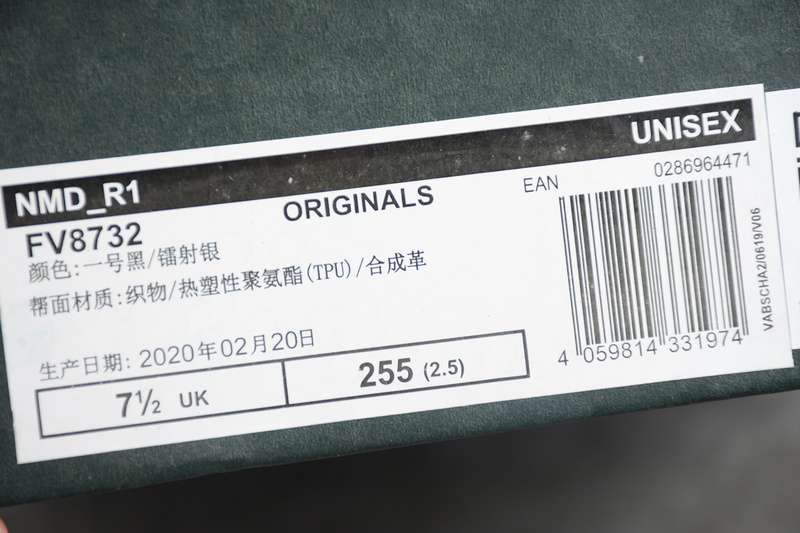 NMD_R1
UNISEX
FV8732
ORIGINALS
EAN
0286964471
颜色:一号黑/镭射银
帮面材质:织物/热塑性聚氨酯(TPU)/合成革
生产日期: 2020年02月20日
7½ UK
255 (2.5)
4 059814 331974
VABSCHA2/0619/V06